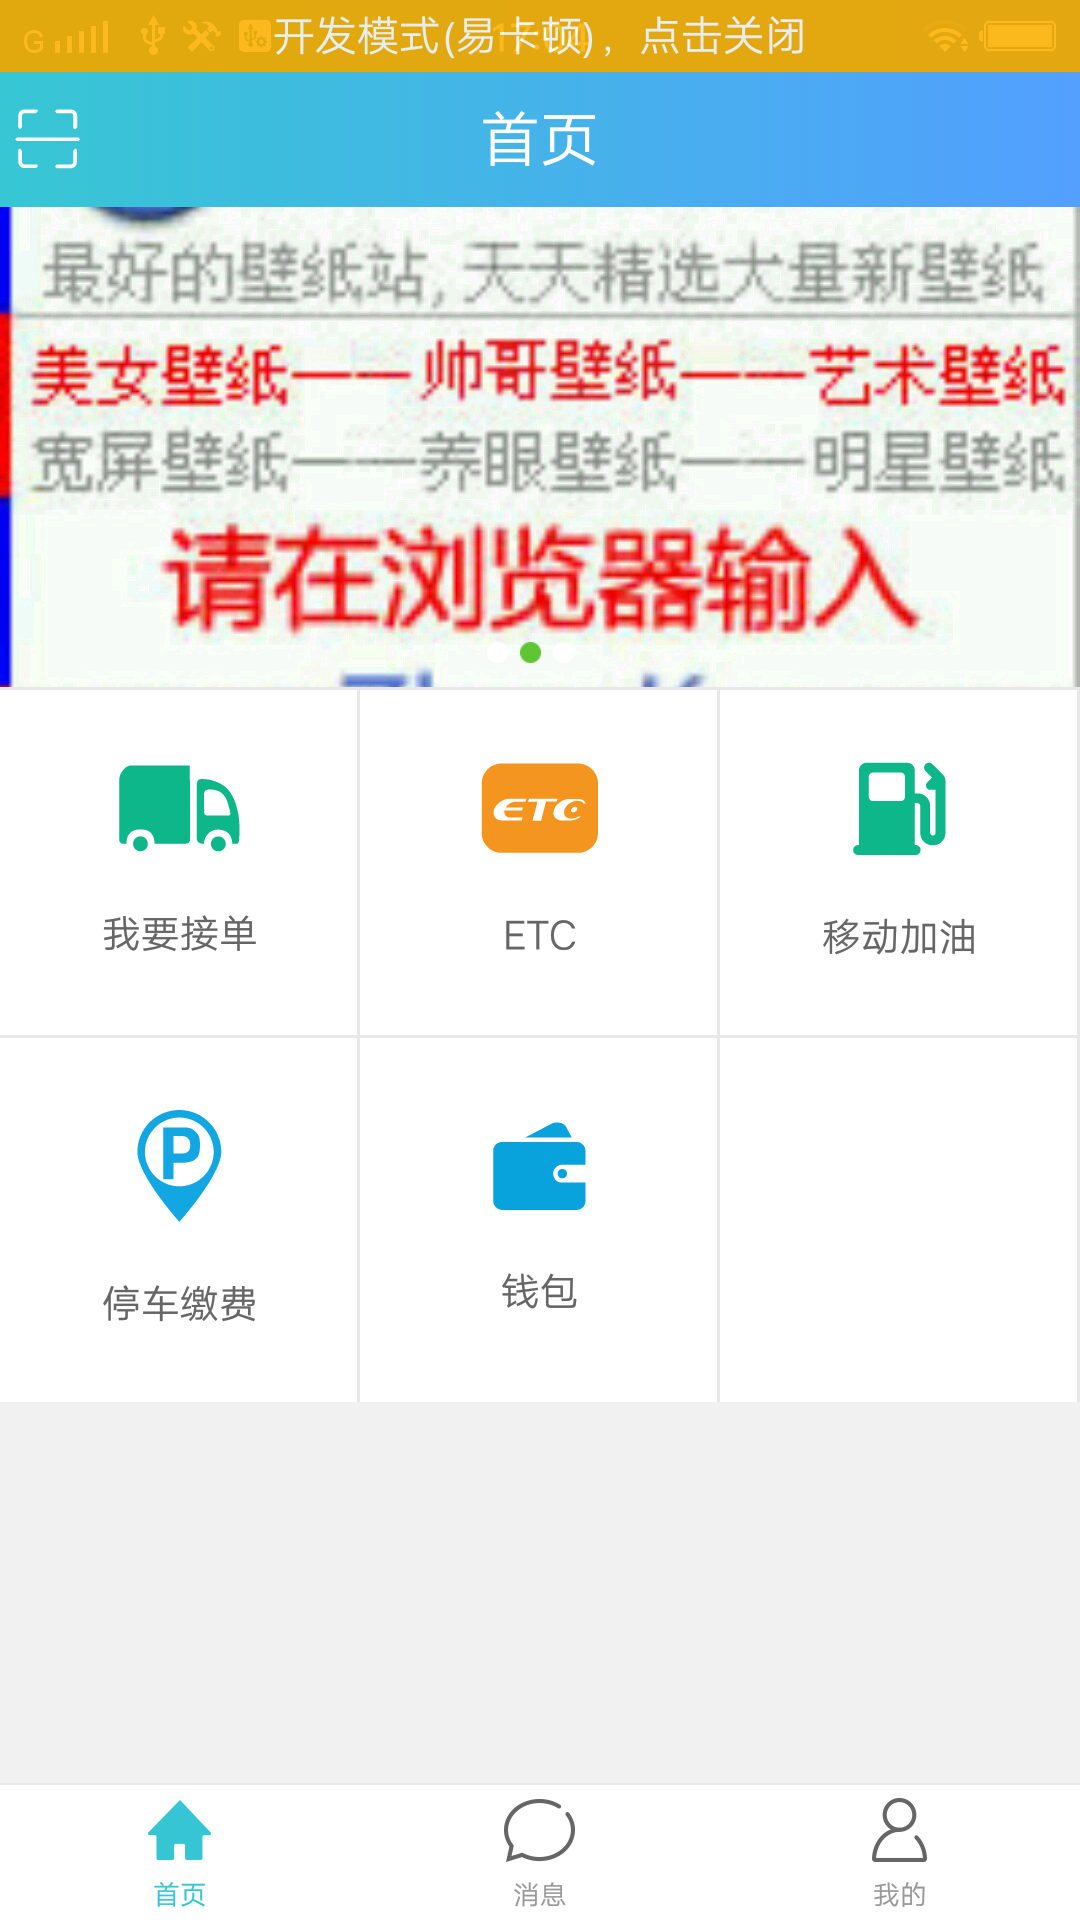 G 开发模式(易卡顿)，点击关闭
首页
最好的壁纸站,天天精选大量新壁纸
美女壁纸——帅哥壁纸——艺术壁纸
宽屏壁纸——养眼壁纸——明星壁纸
请在浏览器输入
ETC
我要接单 ETC 移动加油
P
停车缴费 钱包
首页 消息 我的